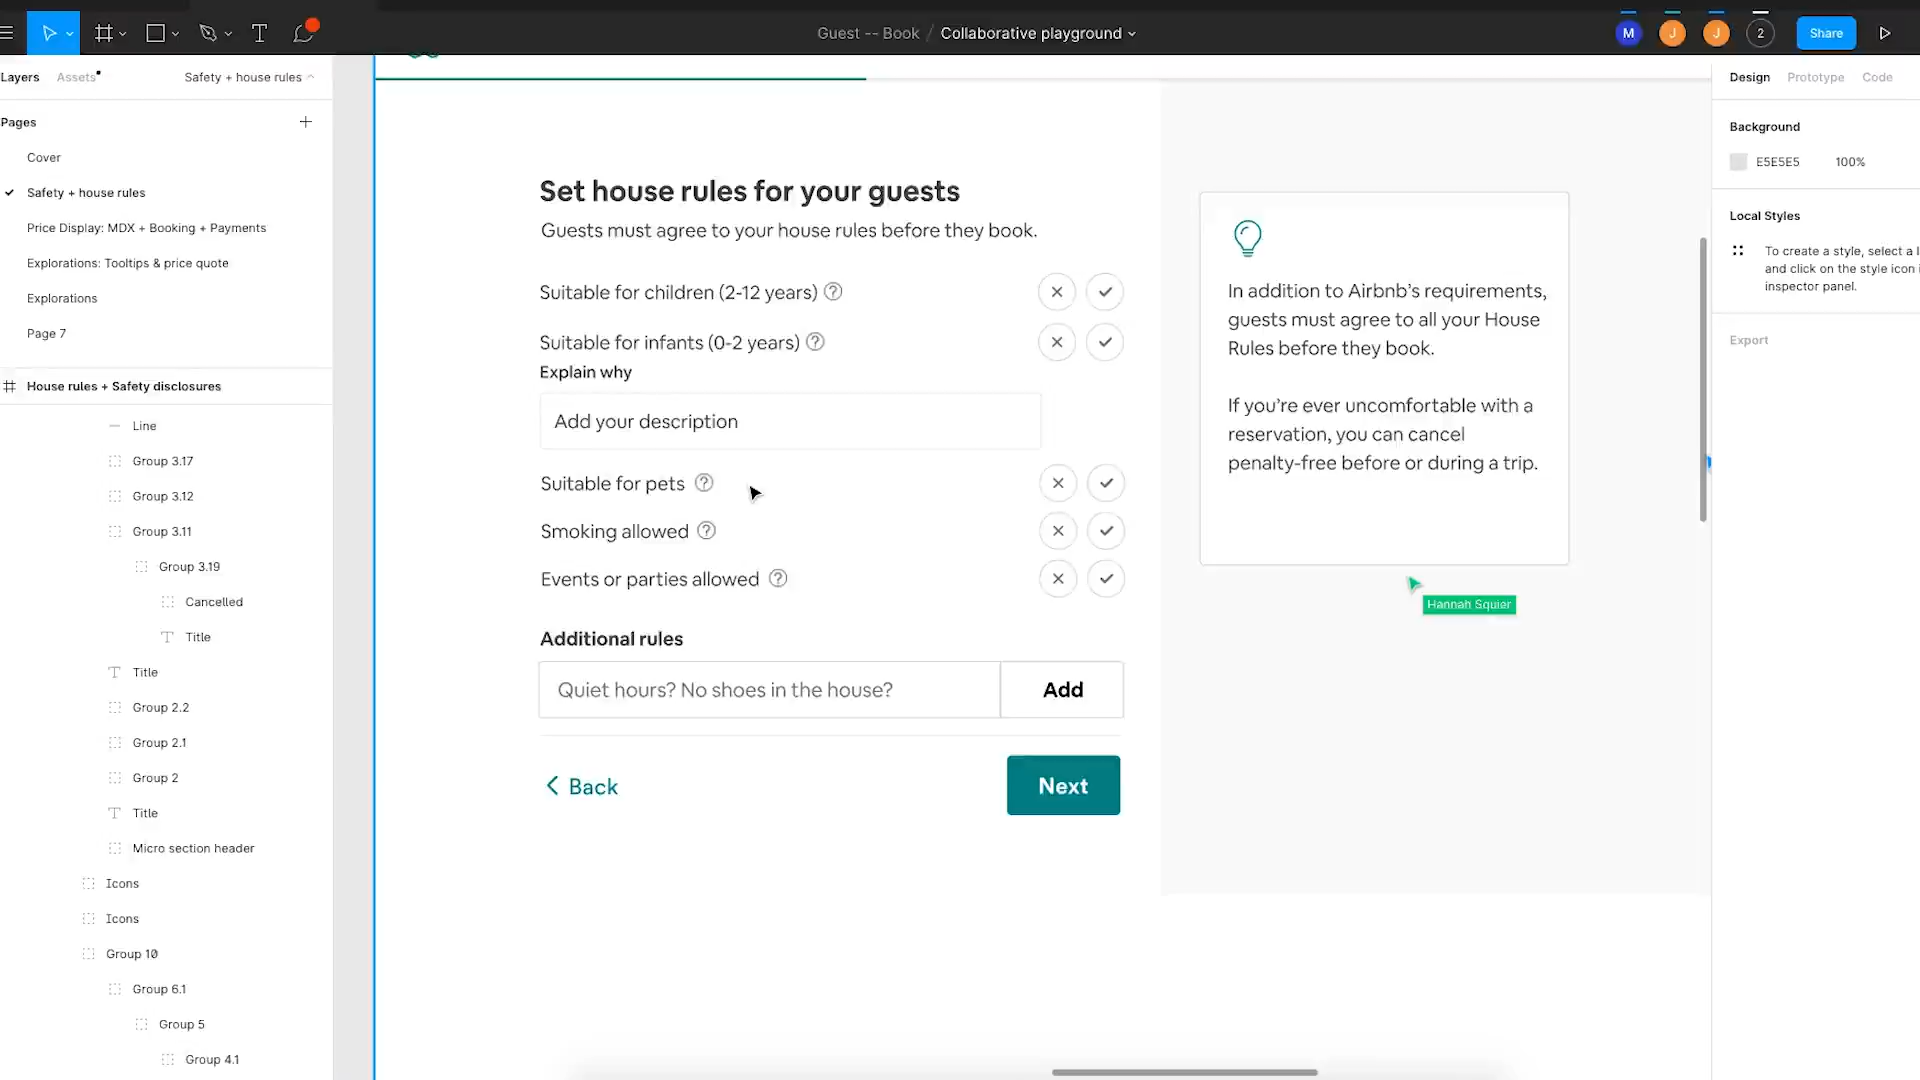 Guest -- Book / Collaborative playground
M
J
J
2
Share
Layers
Assets
Safety + house rules
Pages
Cover
Safety + house rules
Price Display: MDX + Booking + Payments
Explorations: Tooltips & price quote
Explorations
Page 7
House rules + Safety disclosures
Line
Group 3.17
Group 3.12
Group 3.11
Group 3.19
Cancelled
Title
Title
Group 2.2
Group 2.1
Group 2
Title
Micro section header
Icons
Icons
Group 10
Group 6.1
Group 5
Group 4.1
Set house rules for your guests
Guests must agree to your house rules before they book.
Suitable for children (2-12 years) ?
Suitable for infants (0-2 years) ?
Explain why
Add your description
Suitable for pets ?
Smoking allowed ?
Events or parties allowed ?
Additional rules
Quiet hours? No shoes in the house?
Add
Back
Next
In addition to Airbnb’s requirements,
guests must agree to all your House
Rules before they book.
If you’re ever uncomfortable with a
reservation, you can cancel
penalty-free before or during a trip.
Hannah Squier
Design
Prototype
Code
Background
E5E5E5
100%
Local Styles
To create a style, select a l
and click on the style icon i
inspector panel.
Export